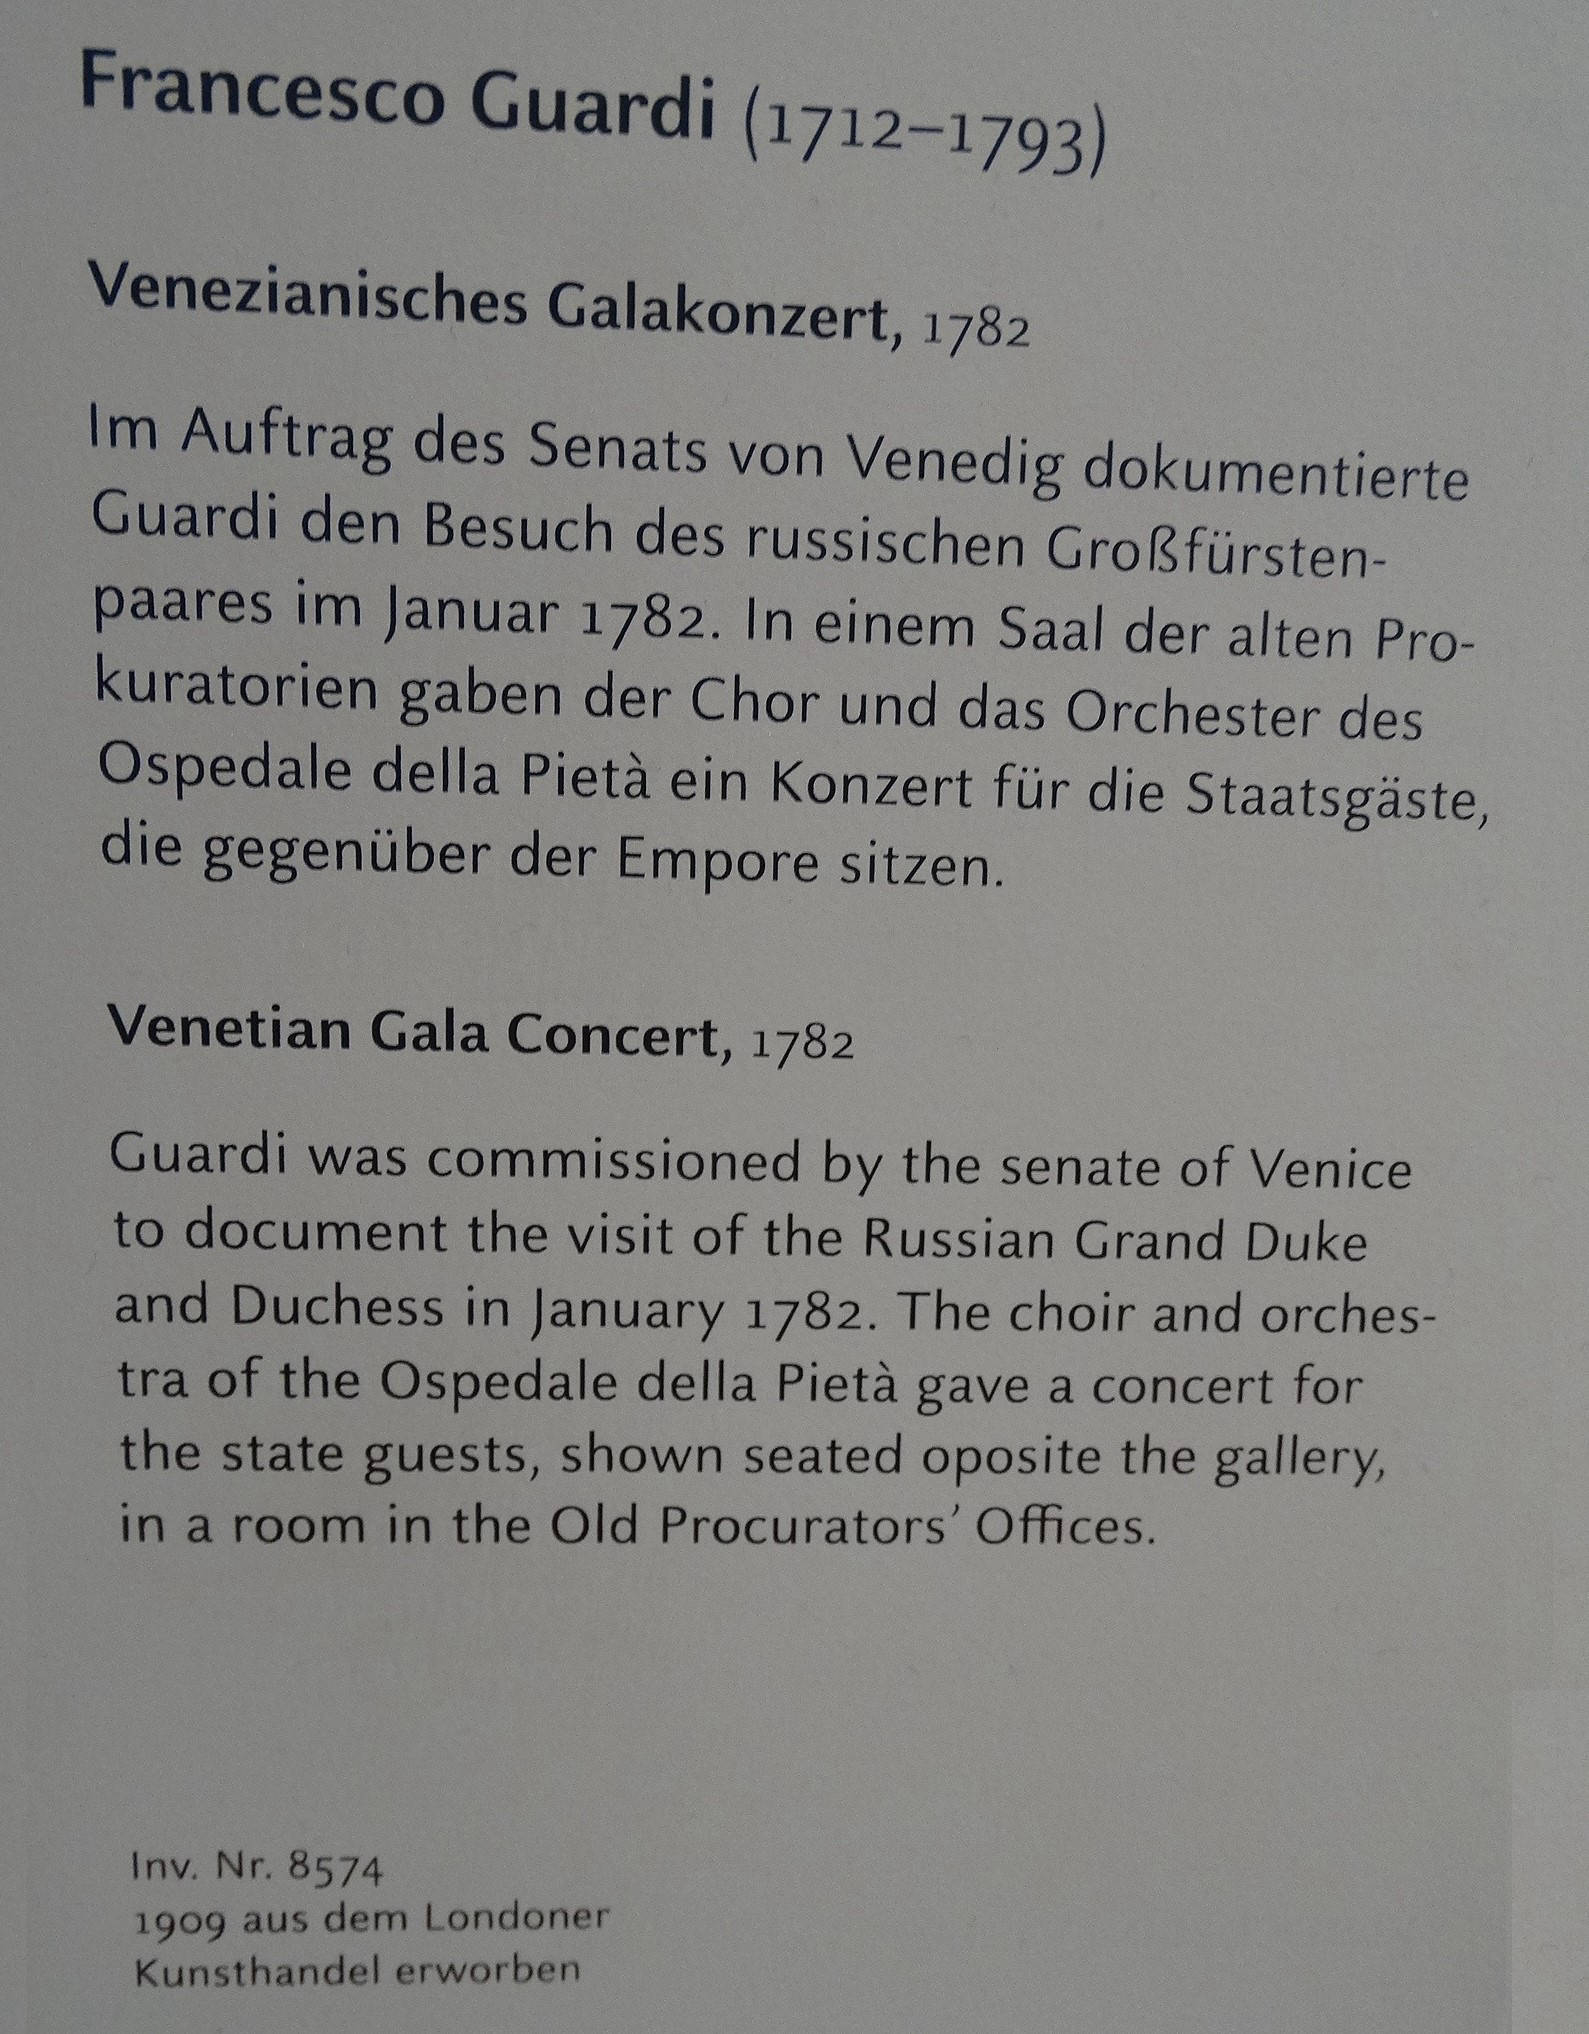 Francesco Guardi (1712–1793)
Venezianisches Galakonzert, 1782
Im Auftrag des Senats von Venedig dokumentierte
Guardi den Besuch des russischen Großfürsten-
paares im Januar 1782. In einem Saal der alten Pro-
kuratorien gaben der Chor und das Orchester des
Ospedale della Pietà ein Konzert für die Staatsgäste,
die gegenüber der Empore sitzen.
Venetian Gala Concert, 1782
Guardi was commissioned by the senate of Venice
to document the visit of the Russian Grand Duke
and Duchess in January 1782. The choir and orches-
tra of the Ospedale della Pietà gave a concert for
the state guests, shown seated oposite the gallery,
in a room in the Old Procurators’ Offices.
Inv. Nr. 8574
1909 aus dem Londoner
Kunsthandel erworben